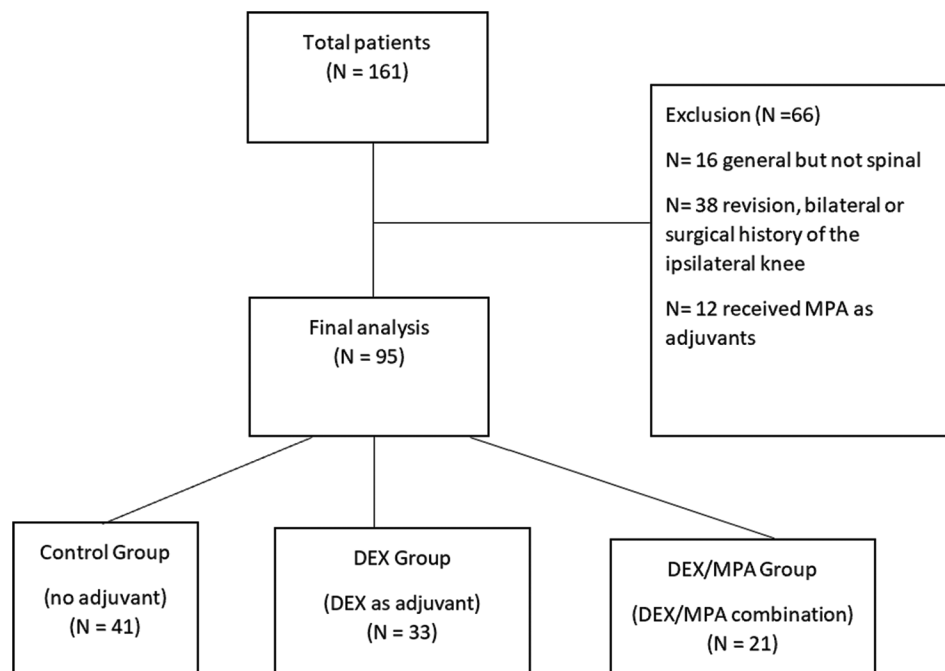 Total patients
(N = 161)
Exclusion (N =66)
N= 16 general but not spinal
N= 38 revision, bilateral or
surgical history of the
ipsilateral knee
N= 12 received MPA as
adjuvants
Final analysis
(N = 95)
Control Group
(no adjuvant)
(N = 41)
DEX Group
(DEX as adjuvant)
(N = 33)
DEX/MPA Group
(DEX/MPA combination)
(N = 21)